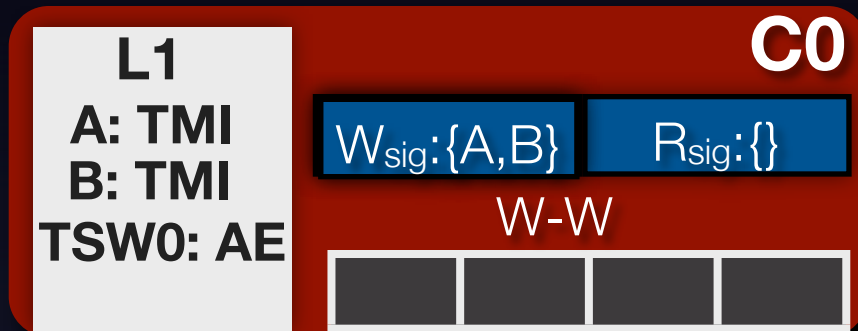 C0
L1
A: TMI
B: TMI
TSW0: AE
Wsig:{A,B}
Rsig:{}
W-W